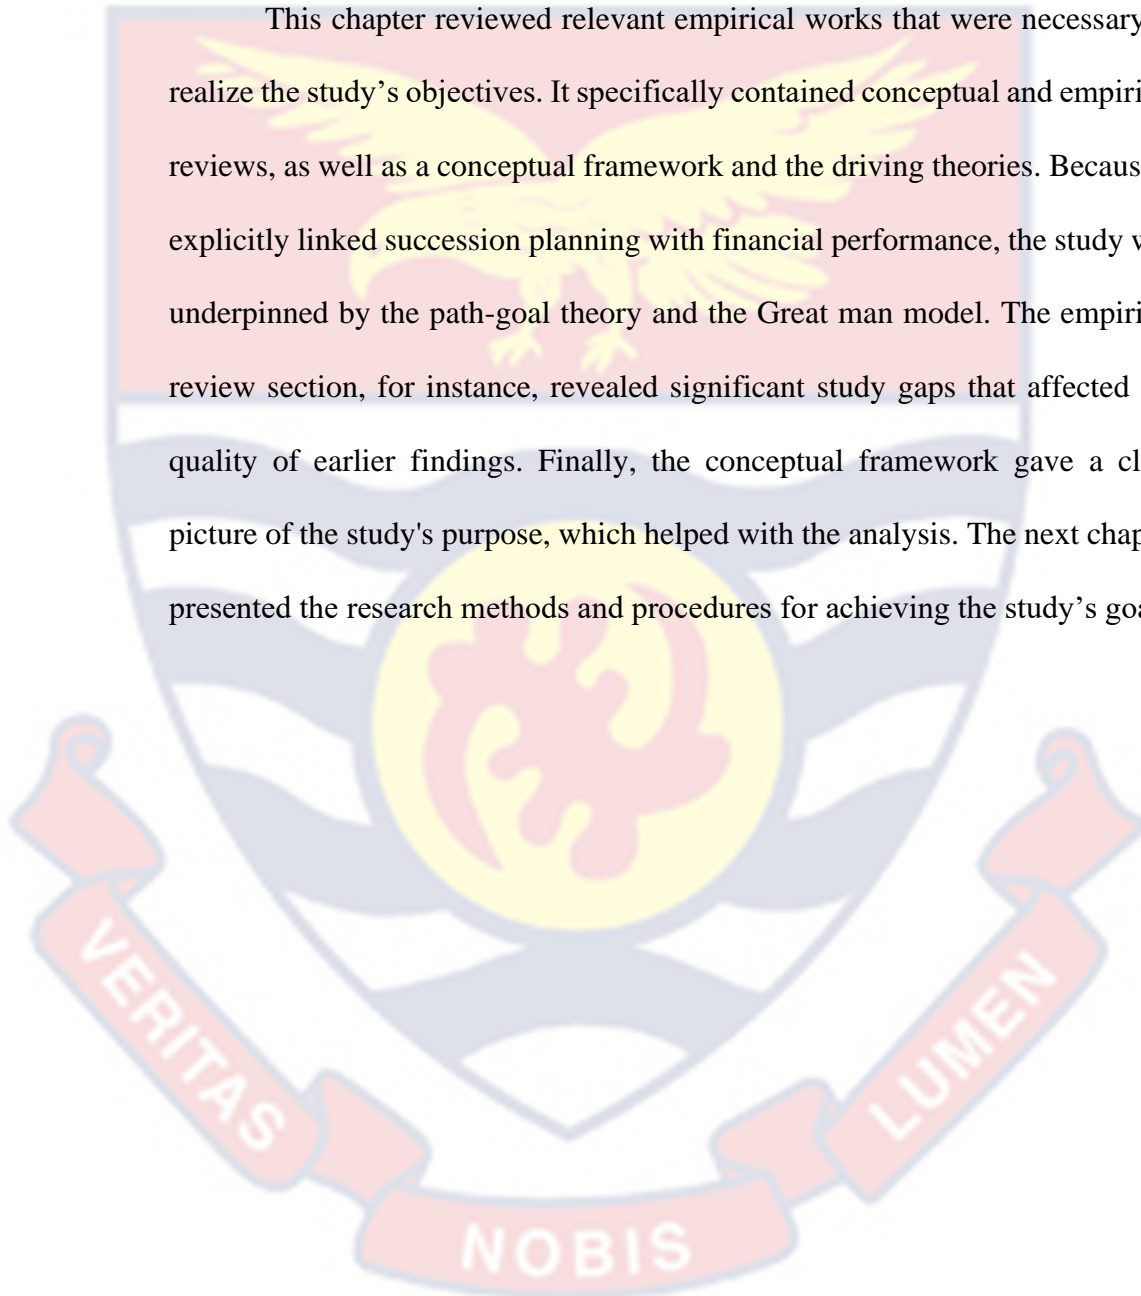 This chapter reviewed relevant empirical works that were necessary
realize the study’s objectives. It specifically contained conceptual and empiri
reviews, as well as a conceptual framework and the driving theories. Becaus
explicitly linked succession planning with financial performance, the study w
underpinned by the path-goal theory and the Great man model. The empiri
review section, for instance, revealed significant study gaps that affected
quality of earlier findings. Finally, the conceptual framework gave a cl
picture of the study's purpose, which helped with the analysis. The next chap
presented the research methods and procedures for achieving the study’s goa
VERITAS
NOBIS
LUMEN